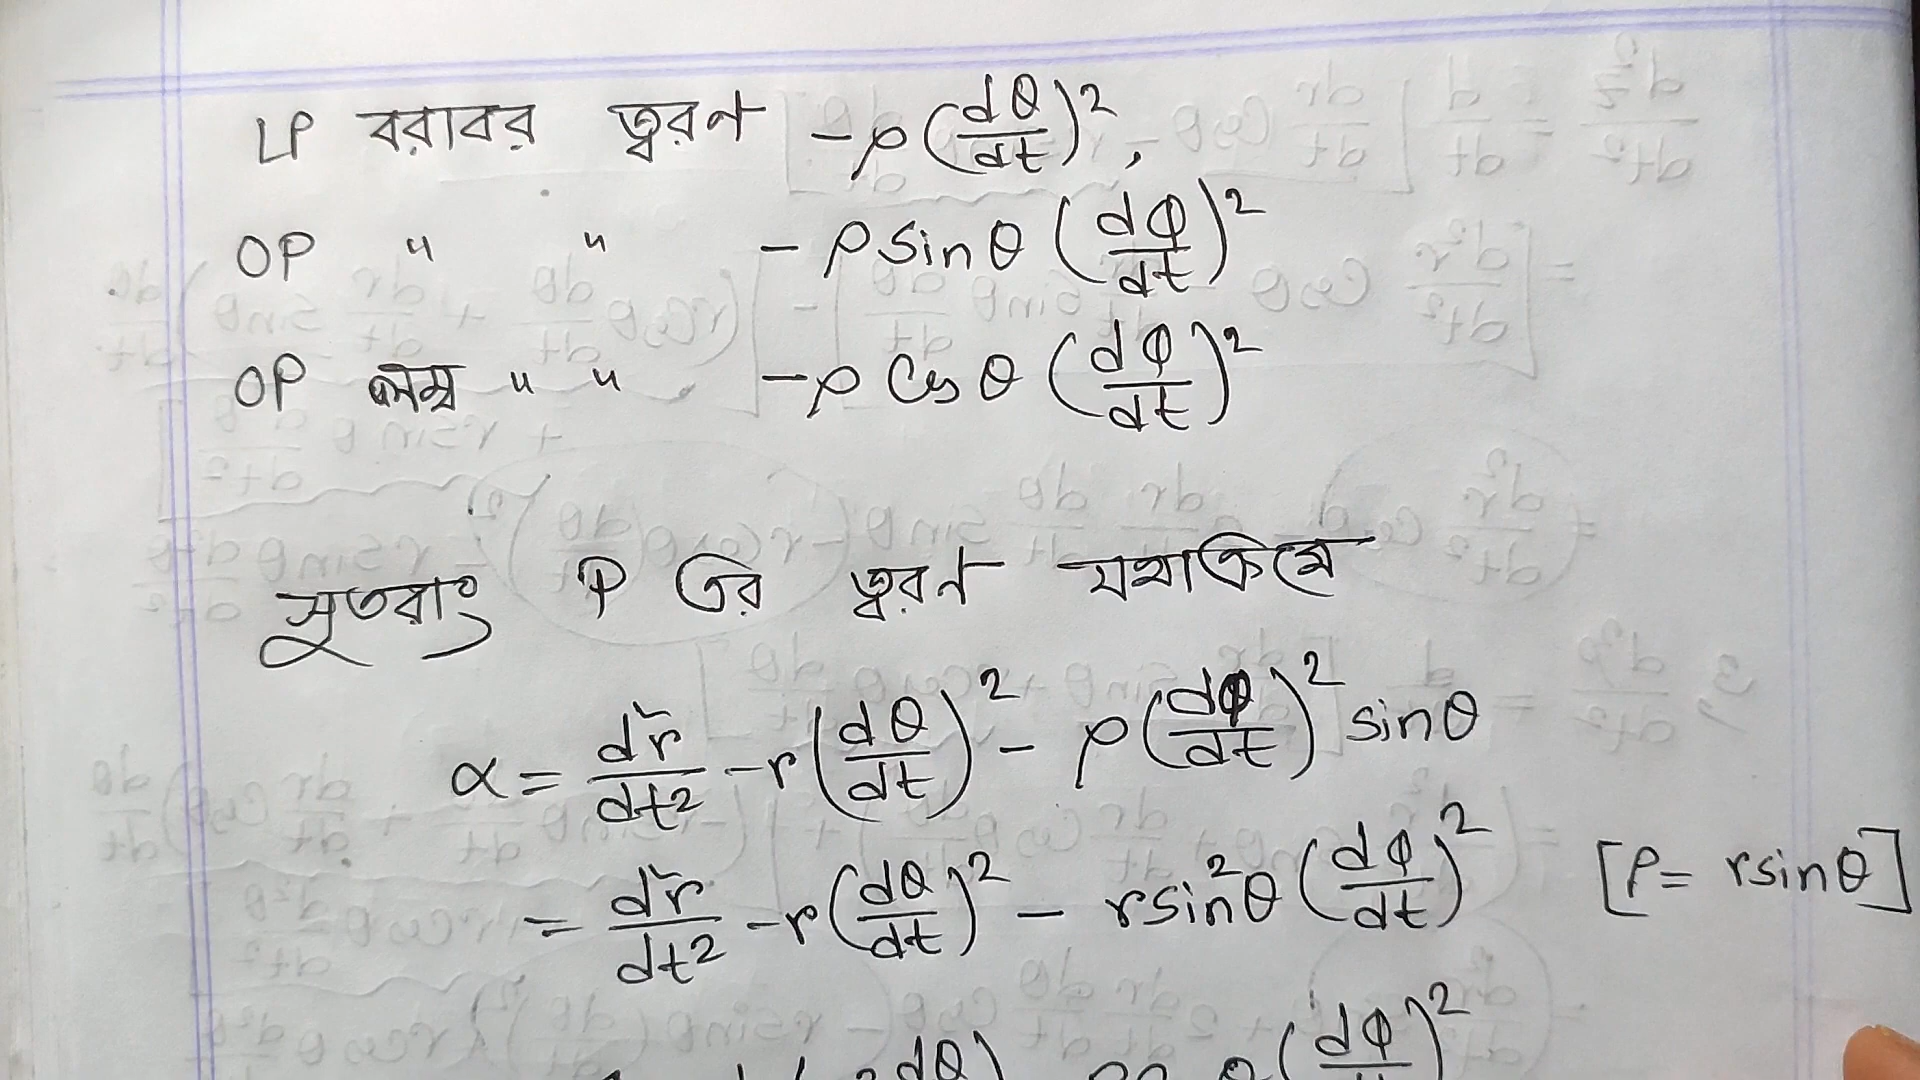 LP বরাবর ত্বরণ -ρ(dθ/dt)²,
OP " " -ρ sinθ (dφ/dt)²
OP লম্ব " " -ρ Cosθ (dφ/dt)²
সুতরাং P এর ত্বরণ যথাক্রমে
α = d²r/dt² - r(dθ/dt)² - ρ(dφ/dt)² sinθ
= d²r/dt² - r(dθ/dt)² - r sin²θ (dφ/dt)² [ρ = r sinθ]